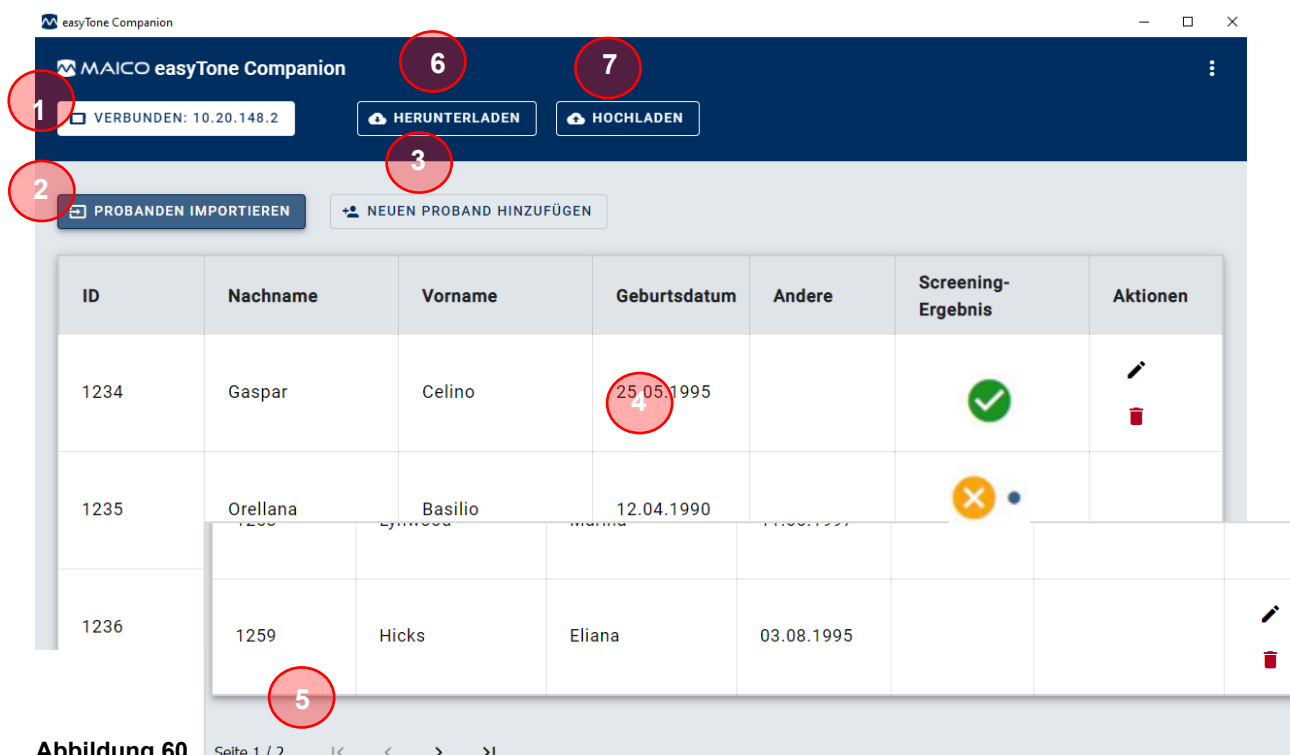 easyTone Companion
MAICO easyTone Companion
6
7
1
VERBUNDEN: 10.20.148.2
HERUNTERLADEN
HOCHLADEN
3
2
PROBANDEN IMPORTIEREN
NEUEN PROBAND HINZUFÜGEN
ID Nachname Vorname Geburtsdatum Andere Screening-Ergebnis Aktionen
1234 Gaspar Celino 25.05.1995
4
1235 Orellana Basilio 12.04.1990
1236
1259 Hicks Eliana 03.08.1995
5
Abbildung 60
Seite 1 / 2